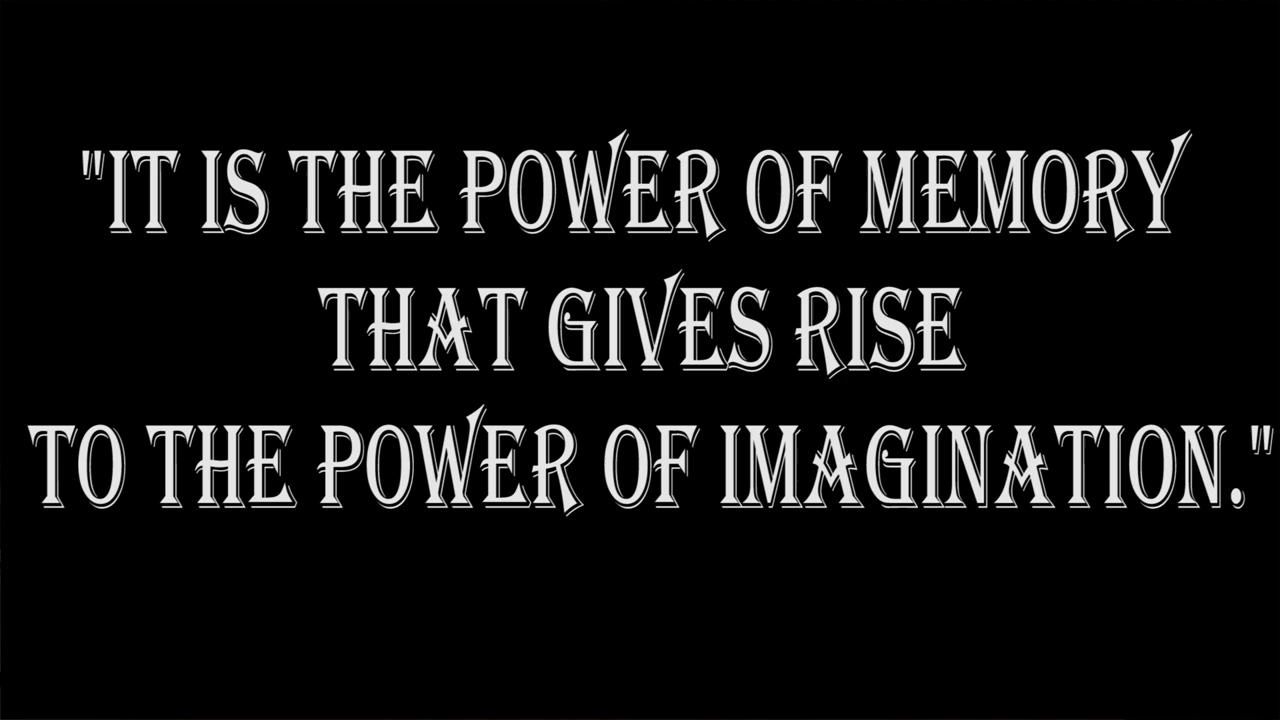 "IT IS THE POWER OF MEMORY
THAT GIVES RISE
TO THE POWER OF IMAGINATION."